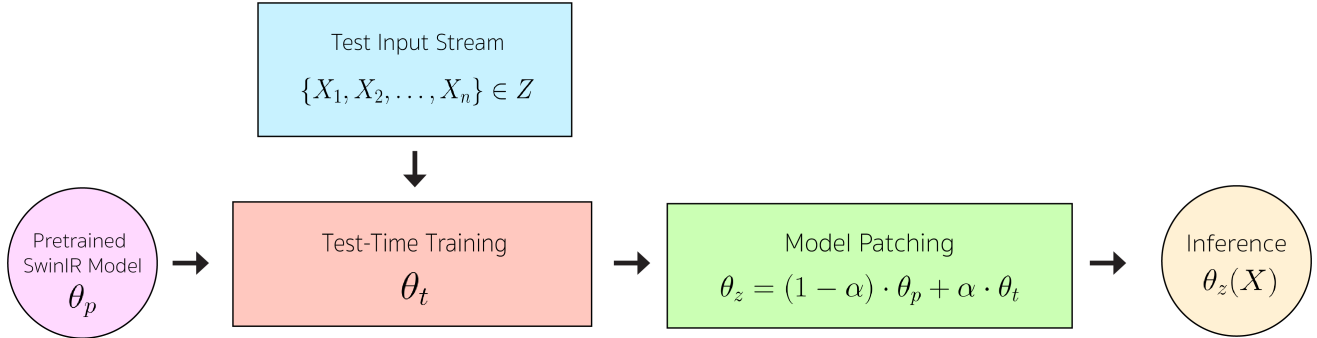 Test Input Stream
{X₁, X₂, ..., Xₙ} ∈ Z
Pretrained
SwinIR Model
θₚ
Test-Time Training
θₜ
Model Patching
θ_z = (1 − α) · θₚ + α · θₜ
Inference
θ_z(X)